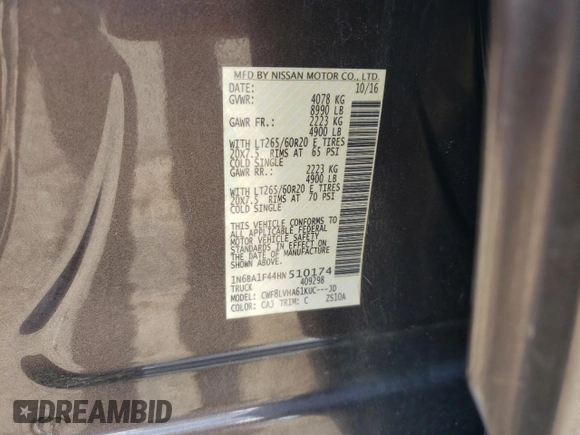 MFD BY NISSAN MOTOR CO., LTD.
DATE: 10/16
GVWR: 4078 KG
8990 LB
GAWR FR.: 2223 KG
4900 LB
WITH LT265/60R20 E TIRES
20X7.5 RIMS AT 65 PSI
COLD SINGLE
GAWR RR.: 2223 KG
4900 LB
WITH LT265/60R20 E TIRES
20X7.5 RIMS AT 70 PSI
COLD SINGLE
THIS VEHICLE CONFORMS TO
ALL APPLICABLE FEDERAL
MOTOR VEHICLE SAFETY
STANDARDS IN EFFECT ON
THE DATE OF MANUFACTURE
SHOWN ABOVE.
1N6BA1F44HN510174
TRUCK 409298
MODEL: CWF8LVHA61KUC---JD
COLOR: CAJ TRIM: C ZS10A
DREAMBID